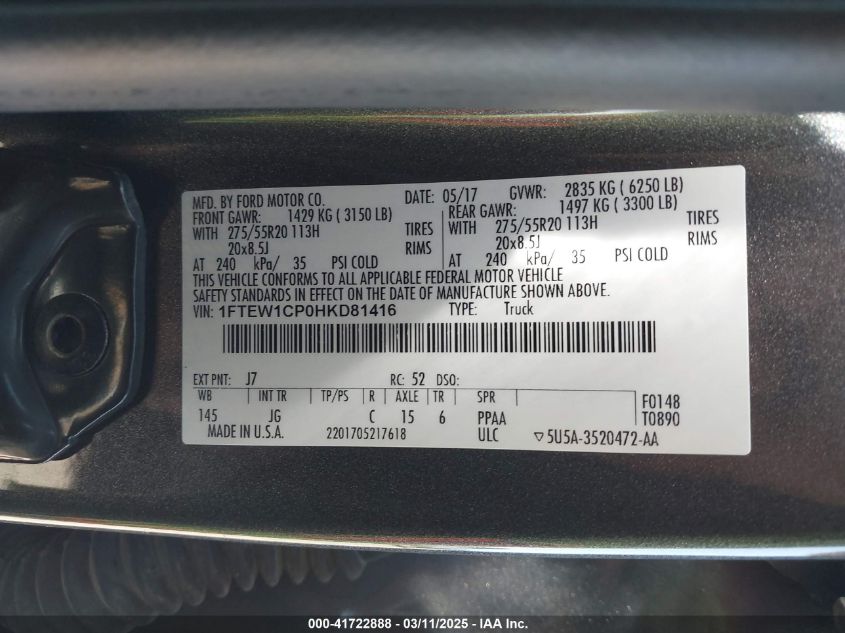 MFD. BY FORD MOTOR CO. DATE: 05/17 GVWR: 2835 KG ( 6250 LB)
FRONT GAWR: 1429 KG ( 3150 LB) REAR GAWR: 1497 KG ( 3300 LB)
WITH 275/55R20 113H TIRES WITH 275/55R20 113H TIRES
20x8.5J RIMS 20x8.5J RIMS
AT 240 kPa/ 35 PSI COLD AT 240 kPa/ 35 PSI COLD
THIS VEHICLE CONFORMS TO ALL APPLICABLE FEDERAL MOTOR VEHICLE
SAFETY STANDARDS IN EFFECT ON THE DATE OF MANUFACTURE SHOWN ABOVE.
VIN: 1FTEW1CP0HKD81416 TYPE: Truck
EXT PNT: J7 RC: 52 DSO:
WB INT TR TP/PS R AXLE TR SPR F0148
145 JG C 15 6 PPAA T0890
MADE IN U.S.A. 2201705217618 ULC ▽5U5A-3520472-AA
000-41722888 - 03/11/2025 - IAAI Inc.